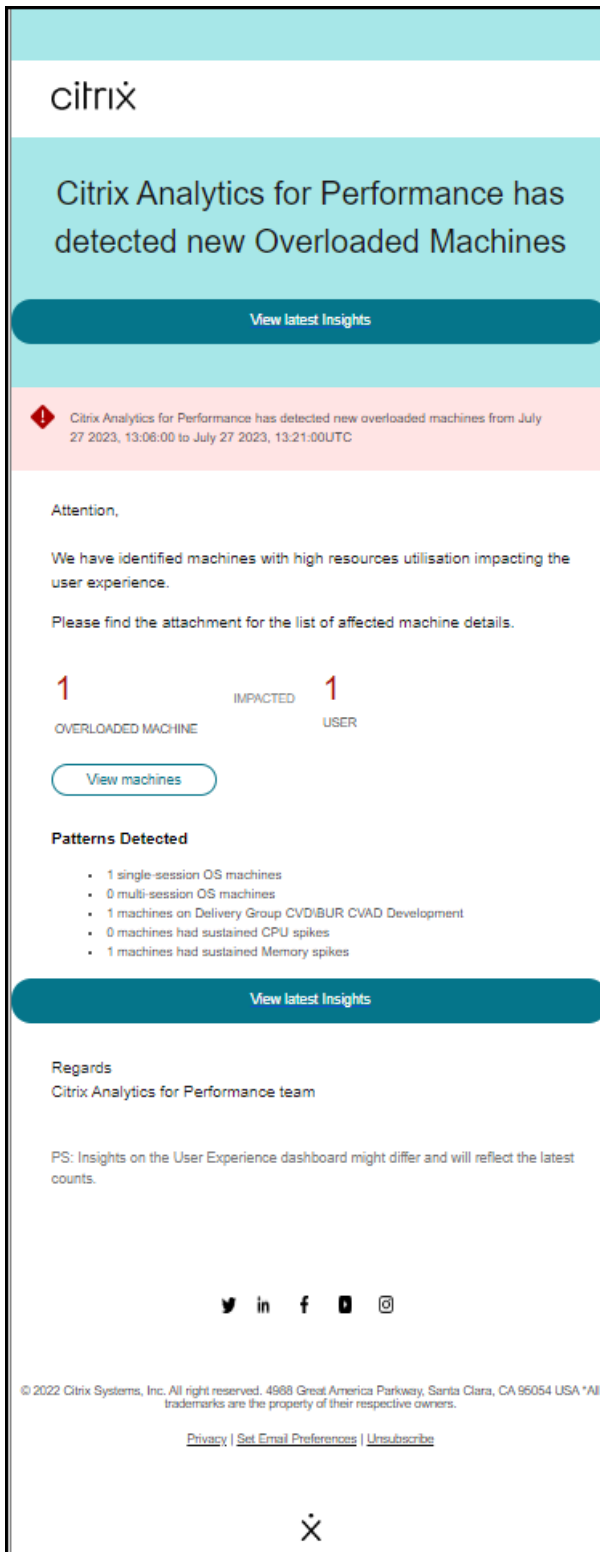 citrix
Citrix Analytics for Performance has
detected new Overloaded Machines
View latest Insights
Citrix Analytics for Performance has detected new overloaded machines from July
27 2023, 13:06:00 to July 27 2023, 13:21:00UTC
Attention,
We have identified machines with high resources utilisation impacting the
user experience.
Please find the attachment for the list of affected machine details.
1 IMPACTED 1
OVERLOADED MACHINE USER
View machines
Patterns Detected
• 1 single-session OS machines
• 0 multi-session OS machines
• 1 machines on Delivery Group CVD\BUR CVAD Development
• 0 machines had sustained CPU spikes
• 1 machines had sustained Memory spikes
View latest Insights
Regards
Citrix Analytics for Performance team
PS: Insights on the User Experience dashboard might differ and will reflect the latest
counts.
© 2022 Citrix Systems, Inc. All right reserved. 4988 Great America Parkway, Santa Clara, CA 95054 USA *All
trademarks are the property of their respective owners.
Privacy | Set Email Preferences | Unsubscribe